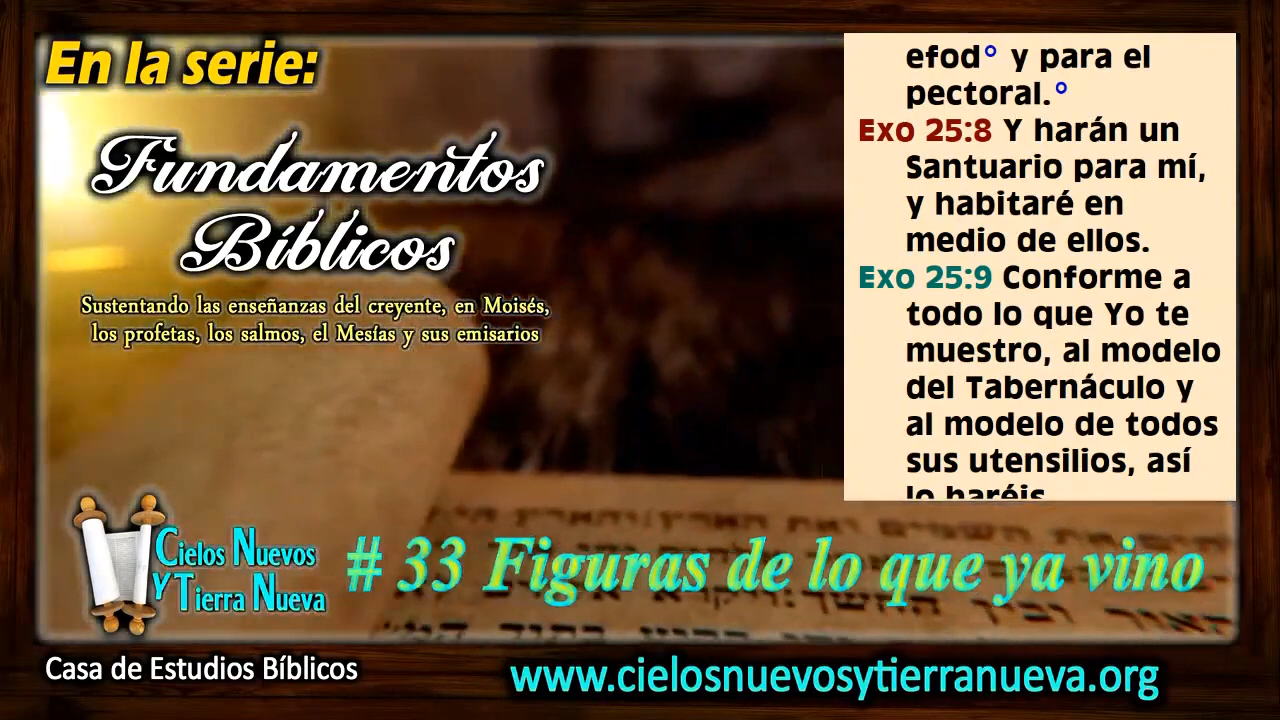 En la serie:
Fundamentos
Bíblicos
Sustentando las enseñanzas del creyente, en Moisés,
los profetas, los salmos, el Mesías y sus emisarios
efod° y para el
pectoral.°
Exo 25:8 Y harán un
Santuario para mí,
y habitaré en
medio de ellos.
Exo 25:9 Conforme a
todo lo que Yo te
muestro, al modelo
del Tabernáculo y
al modelo de todos
sus utensilios, así
lo haréis
Cielos Nuevos
Y Tierra Nueva
# 33 Figuras de lo que ya vino
Casa de Estudios Bíblicos
www.cielosnuevosytierranueva.org